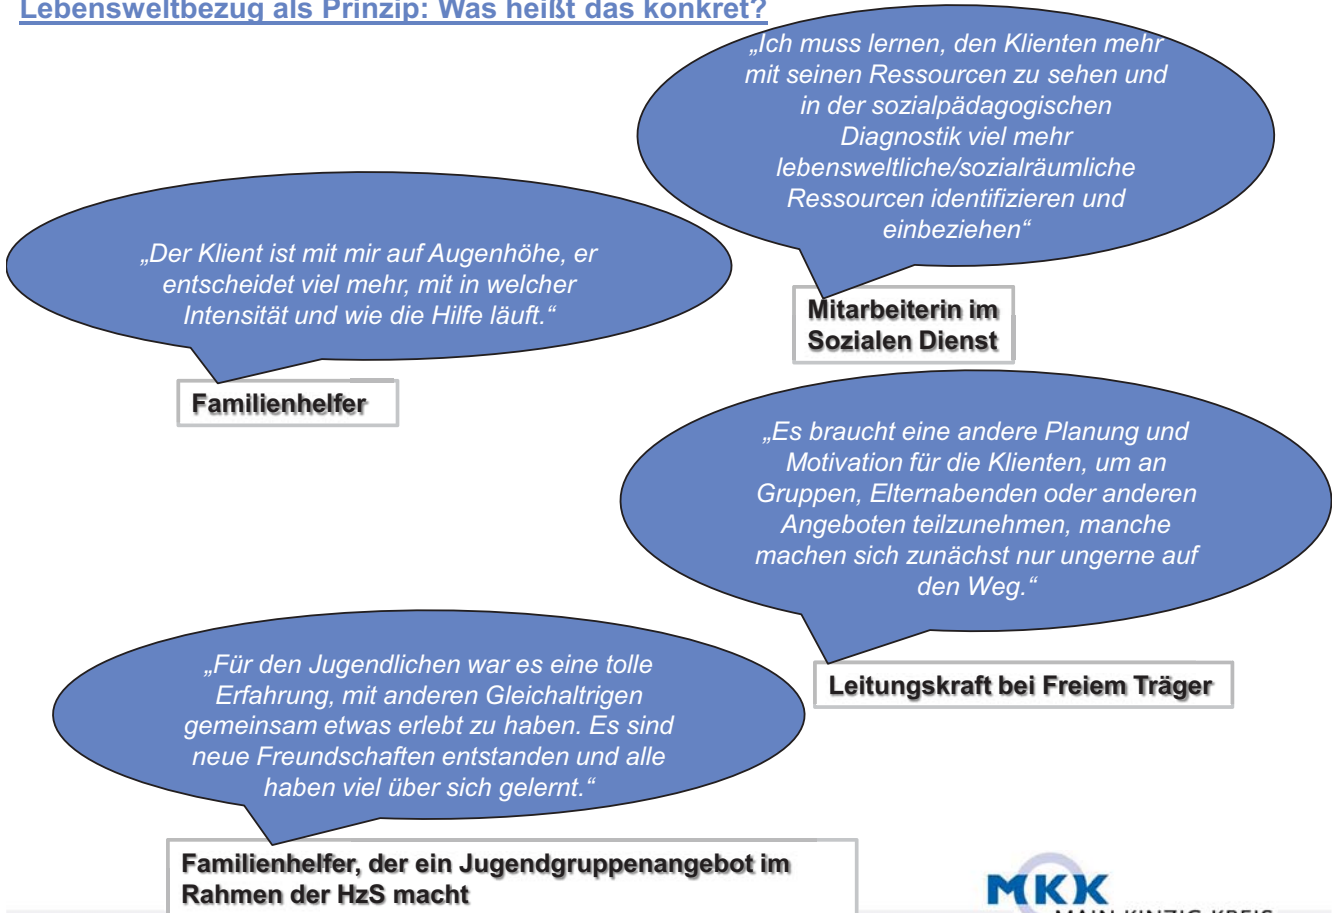 Lebensweltbezug als Prinzip: Was heißt das konkret?
„Ich muss lernen, den Klienten mehr
mit seinen Ressourcen zu sehen und
in der sozialpädagogischen
Diagnostik viel mehr
lebensweltliche/sozialräumliche
Ressourcen identifizieren und
einbeziehen“
Mitarbeiterin im
Sozialen Dienst
„Der Klient ist mit mir auf Augenhöhe, er
entscheidet viel mehr, mit in welcher
Intensität und wie die Hilfe läuft.“
Familienhelfer
„Es braucht eine andere Planung und
Motivation für die Klienten, um an
Gruppen, Elternabenden oder anderen
Angeboten teilzunehmen, manche
machen sich zunächst nur ungerne auf
den Weg.“
Leitungskraft bei Freiem Träger
„Für den Jugendlichen war es eine tolle
Erfahrung, mit anderen Gleichaltrigen
gemeinsam etwas erlebt zu haben. Es sind
neue Freundschaften entstanden und alle
haben viel über sich gelernt.“
Familienhelfer, der ein Jugendgruppenangebot im
Rahmen der HzS macht
MKK
MAIN-KINZIG-KREIS